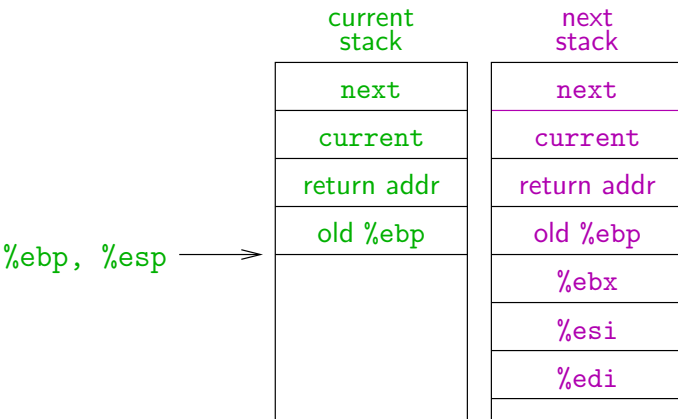 current
stack
next
stack
next
next
current
current
return addr
return addr
old %ebp
old %ebp
%ebp, %esp
%ebx
%esi
%edi